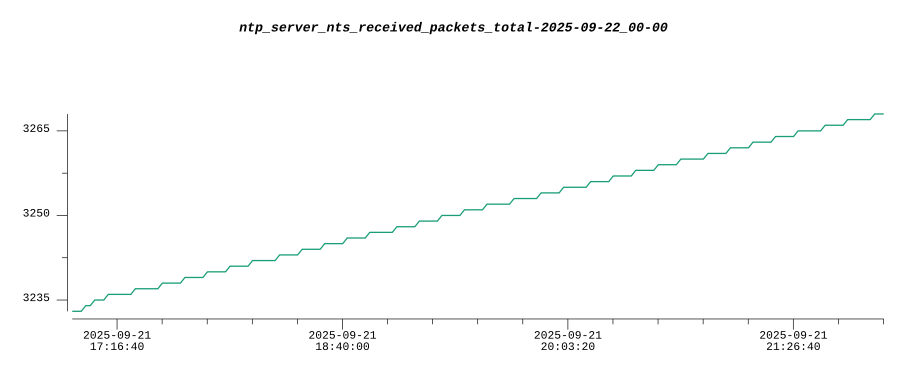 ntp_server_nts_received_packets_total-2025-09-22_00-00
3265
3250
3235
2025-09-21 2025-09-21 2025-09-21 2025-09-21
17:16:40 18:40:00 20:03:20 21:26:40